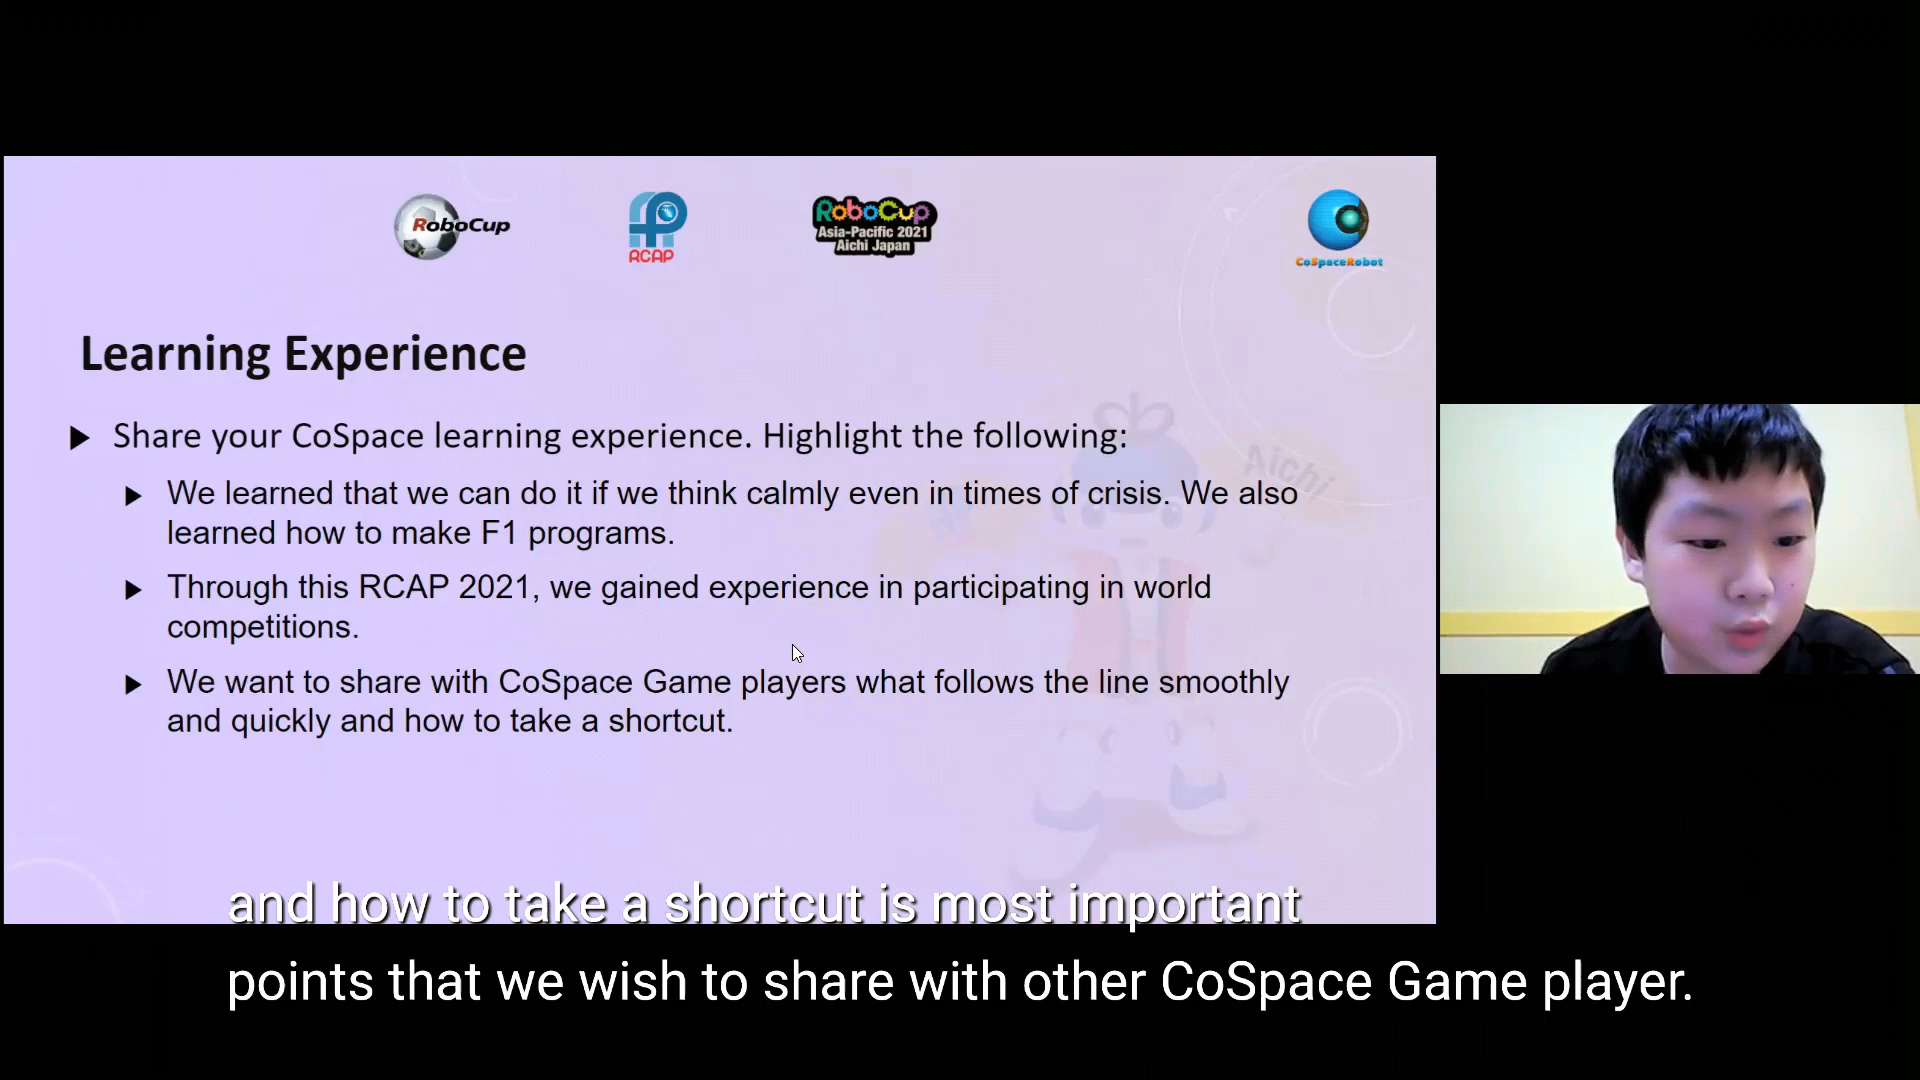 RoboCup
RCAP
RoboCup
Asia-Pacific 2021
Aichi Japan
CoSpaceRobot
Learning Experience
Share your CoSpace learning experience. Highlight the following:
We learned that we can do it if we think calmly even in times of crisis. We also
learned how to make F1 programs.
Through this RCAP 2021, we gained experience in participating in world
competitions.
We want to share with CoSpace Game players what follows the line smoothly
and quickly and how to take a shortcut.
Aichi
and how to take a shortcut is most important
points that we wish to share with other CoSpace Game player.